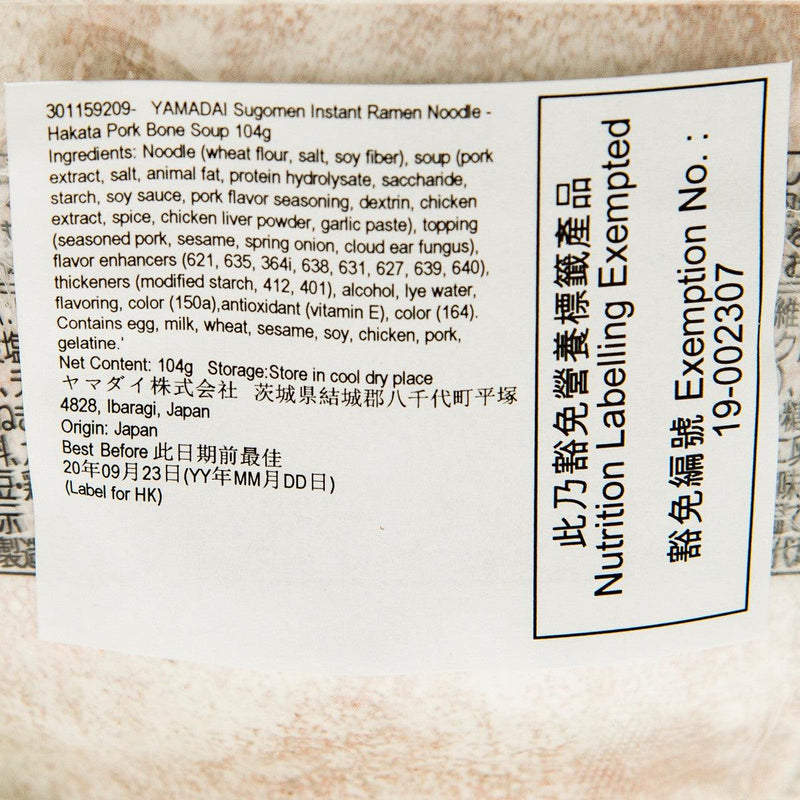 301159209- YAMADAI Sugomen Instant Ramen Noodle -
Hakata Pork Bone Soup 104g
Ingredients: Noodle (wheat flour, salt, soy fiber), soup (pork
extract, salt, animal fat, protein hydrolysate, saccharide,
starch, soy sauce, pork flavor seasoning, dextrin, chicken
extract, spice, chicken liver powder, garlic paste), topping
(seasoned pork, sesame, spring onion, cloud ear fungus),
flavor enhancers (621, 635, 364i, 638, 631, 627, 639, 640),
thickeners (modified starch, 412, 401), alcohol, lye water,
flavoring, color (150a),antioxidant (vitamin E), color (164).
Contains egg, milk, wheat, sesame, soy, chicken, pork,
gelatine.'
Net Content: 104g Storage:Store in cool dry place
ヤマダイ株式会社 茨城県結城郡八千代町平塚
4828, Ibaragi, Japan
Origin: Japan
Best Before 此日期前最佳
20年09月23日(YY年MM月DD日)
(Label for HK)
此乃豁免營養標籤產品
Nutrition Labelling Exempted
豁免編號 Exemption No. :
19-002307